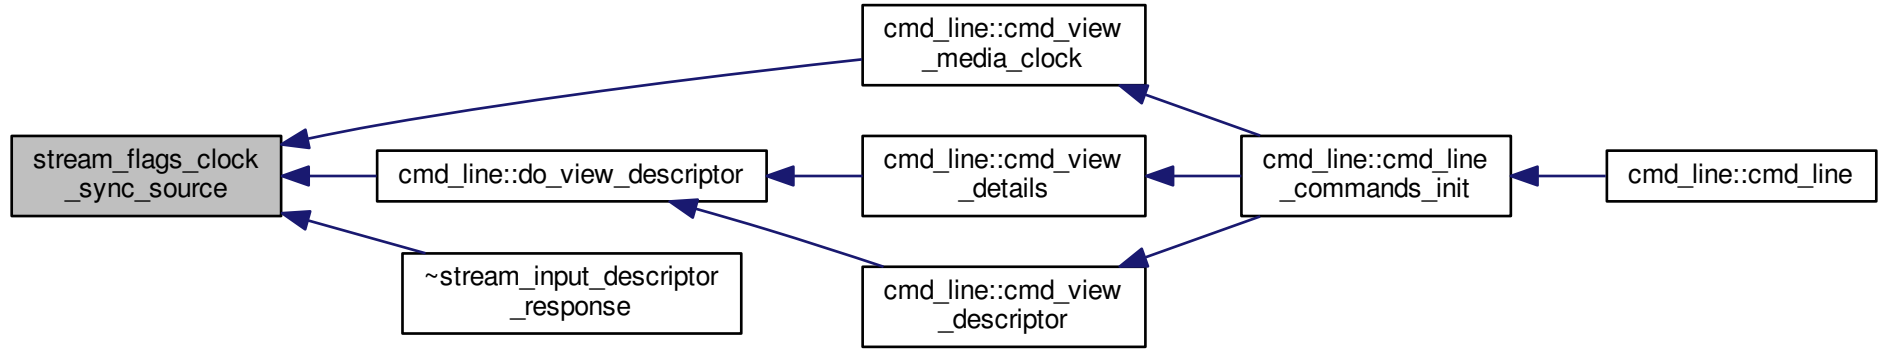 stream_flags_clock
_sync_source
cmd_line::cmd_view
_media_clock
cmd_line::do_view_descriptor
~stream_input_descriptor
_response
cmd_line::cmd_view
_details
cmd_line::cmd_view
_descriptor
cmd_line::cmd_line
_commands_init
cmd_line::cmd_line